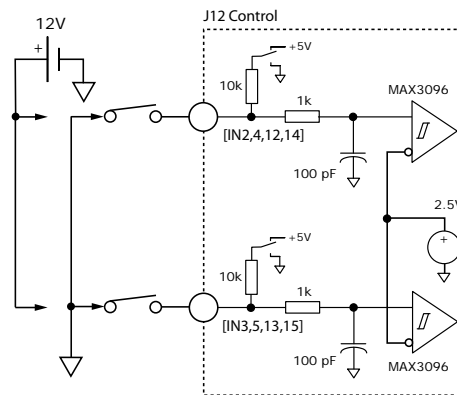 J12 Control
12V
+
+5V
10k
1k
MAX3096
[IN2,4,12,14]
100 pF
2.5V
+
+5V
10k
1k
[IN3,5,13,15]
100 pF
MAX3096